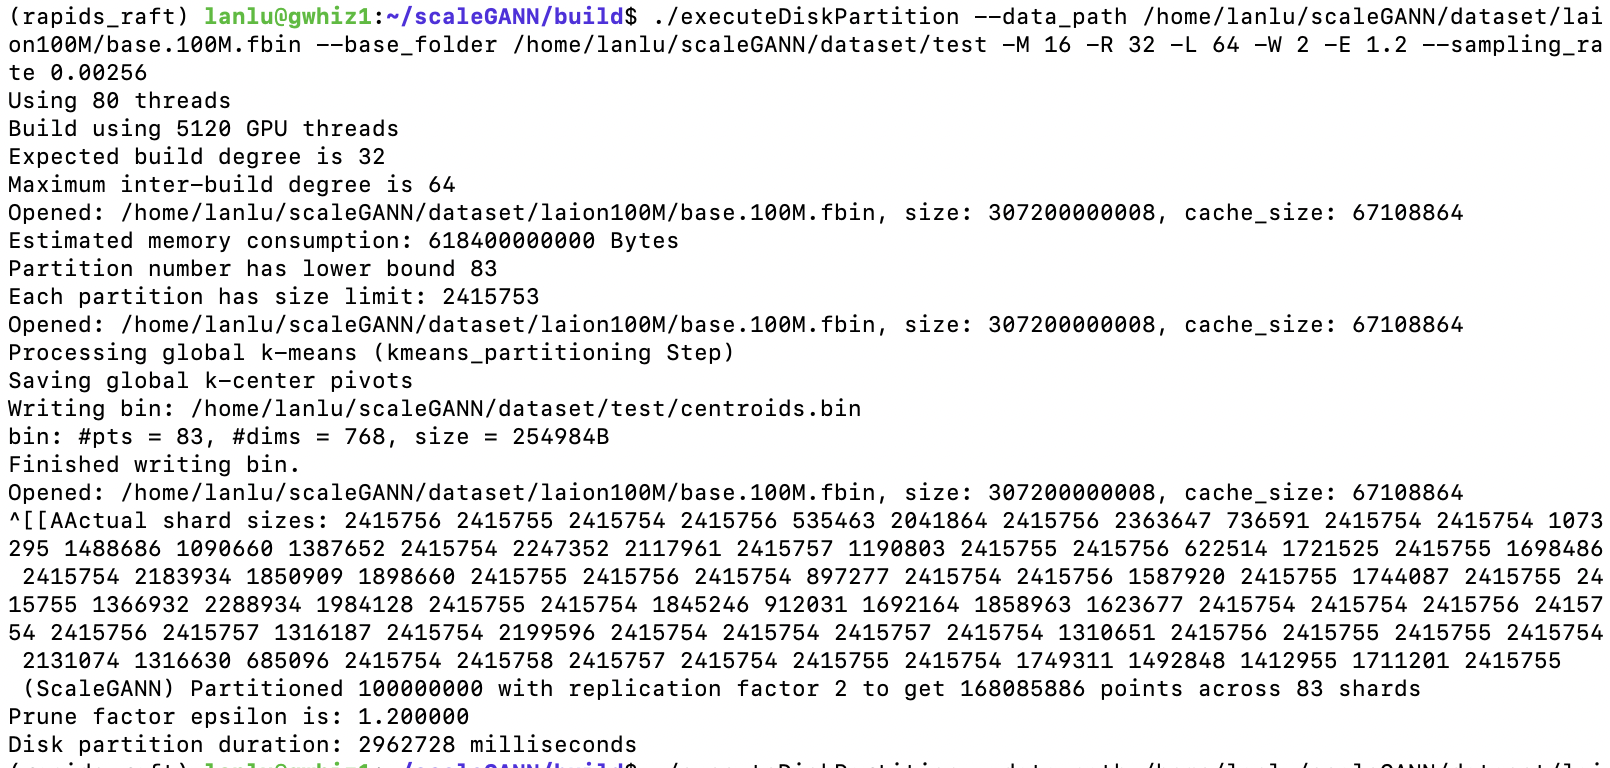 (rapids_raft) lanlu@gwhiz1:~/scaleGANN/build$ ./executeDiskPartition --data_path /home/lanlu/scaleGANN/dataset/lai
on100M/base.100M.fbin --base_folder /home/lanlu/scaleGANN/dataset/test -M 16 -R 32 -L 64 -W 2 -E 1.2 --sampling_ra
te 0.00256
Using 80 threads
Build using 5120 GPU threads
Expected build degree is 32
Maximum inter-build degree is 64
Opened: /home/lanlu/scaleGANN/dataset/laion100M/base.100M.fbin, size: 307200000008, cache_size: 67108864
Estimated memory consumption: 618400000000 Bytes
Partition number has lower bound 83
Each partition has size limit: 2415753
Opened: /home/lanlu/scaleGANN/dataset/laion100M/base.100M.fbin, size: 307200000008, cache_size: 67108864
Processing global k-means (kmeans_partitioning Step)
Saving global k-center pivots
Writing bin: /home/lanlu/scaleGANN/dataset/test/centroids.bin
bin: #pts = 83, #dims = 768, size = 254984B
Finished writing bin.
Opened: /home/lanlu/scaleGANN/dataset/laion100M/base.100M.fbin, size: 307200000008, cache_size: 67108864
^[[AActual shard sizes: 2415756 2415755 2415754 2415756 535463 2041864 2415756 2363647 736591 2415754 2415754 1073
295 1488686 1090660 1387652 2415754 2247352 2117961 2415757 1190803 2415755 2415756 622514 1721525 2415755 1698486
2415754 2183934 1850909 1898660 2415755 2415756 2415754 897277 2415754 2415756 1587920 2415755 1744087 2415755 24
15755 1366932 2288934 1984128 2415755 2415754 1845246 912031 1692164 1858963 1623677 2415754 2415754 2415756 24157
54 2415756 2415757 1316187 2415754 2199596 2415754 2415754 2415757 2415754 1310651 2415756 2415755 2415755 2415754
2131074 1316630 685096 2415754 2415758 2415757 2415754 2415755 2415754 1749311 1492848 1412955 1711201 2415755
(ScaleGANN) Partitioned 100000000 with replication factor 2 to get 168085886 points across 83 shards
Prune factor epsilon is: 1.200000
Disk partition duration: 2962728 milliseconds